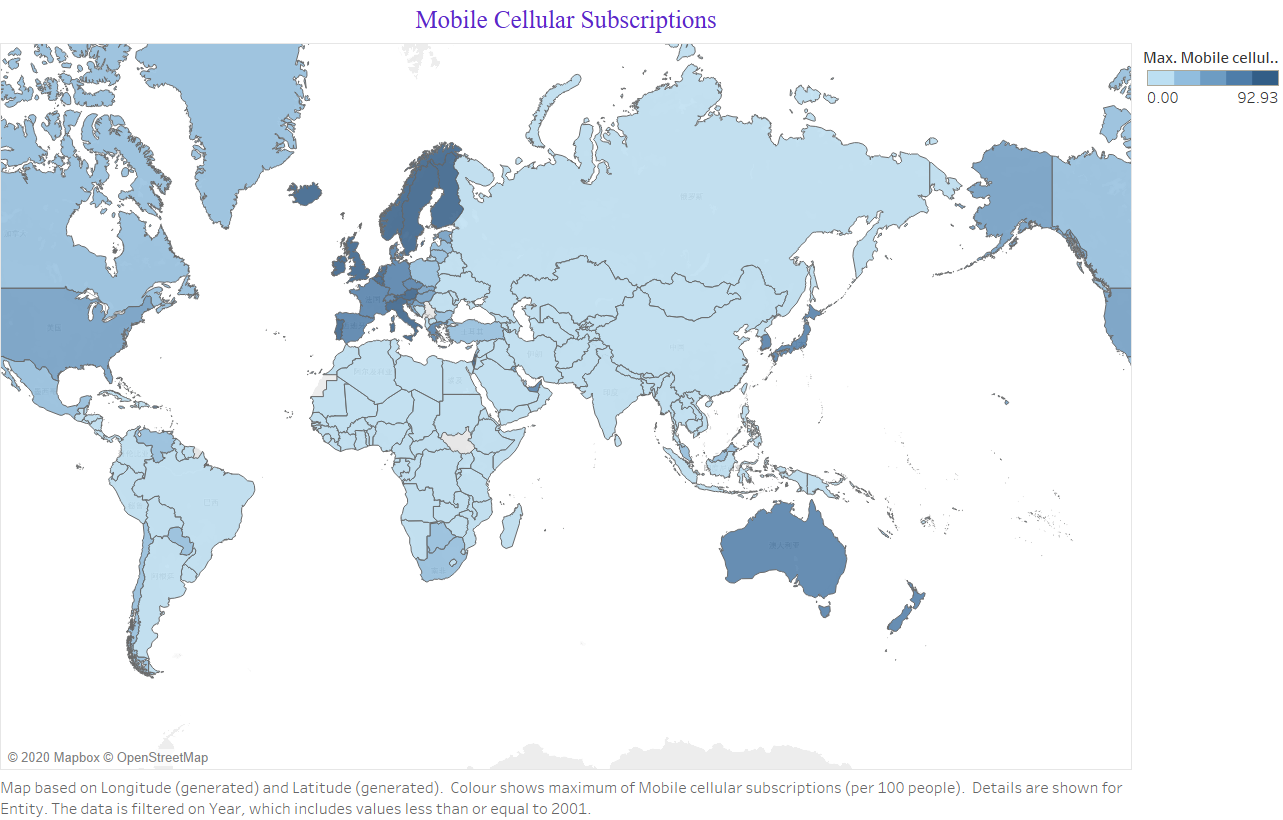 Mobile Cellular Subscriptions
Max. Mobile cellul..
0.00 92.93
© 2020 Mapbox © OpenStreetMap
Map based on Longitude (generated) and Latitude (generated). Colour shows maximum of Mobile cellular subscriptions (per 100 people). Details are shown for
Entity. The data is filtered on Year, which includes values less than or equal to 2001.